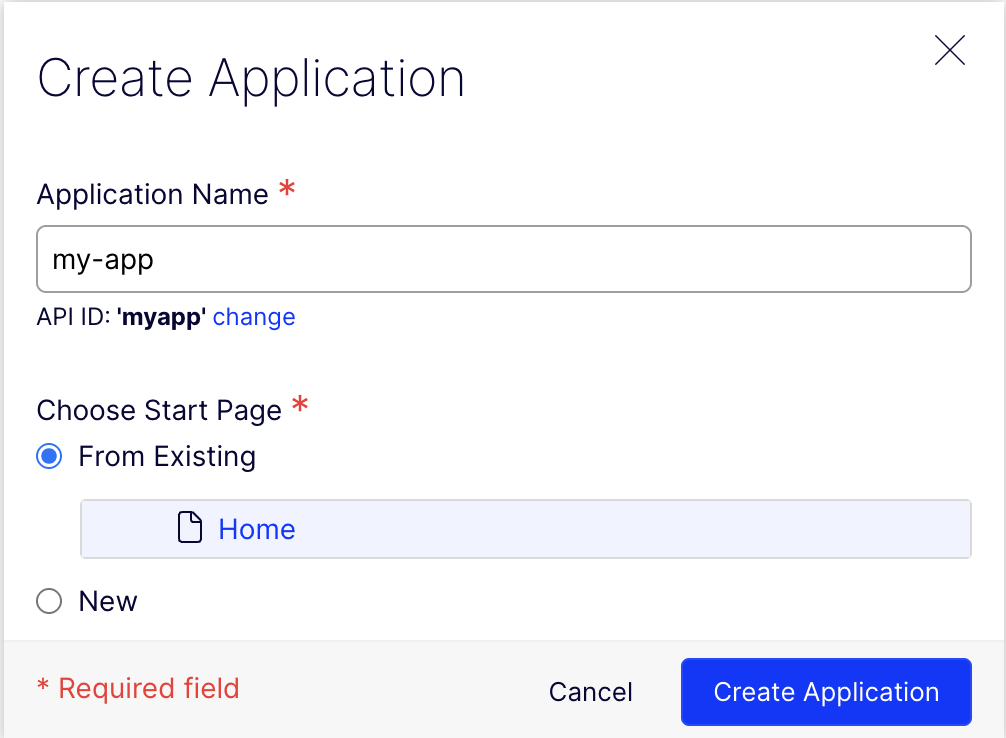 Create Application
Application Name *
my-app
API ID: 'myapp' change
Choose Start Page *
From Existing
Home
New
* Required field
Cancel
Create Application